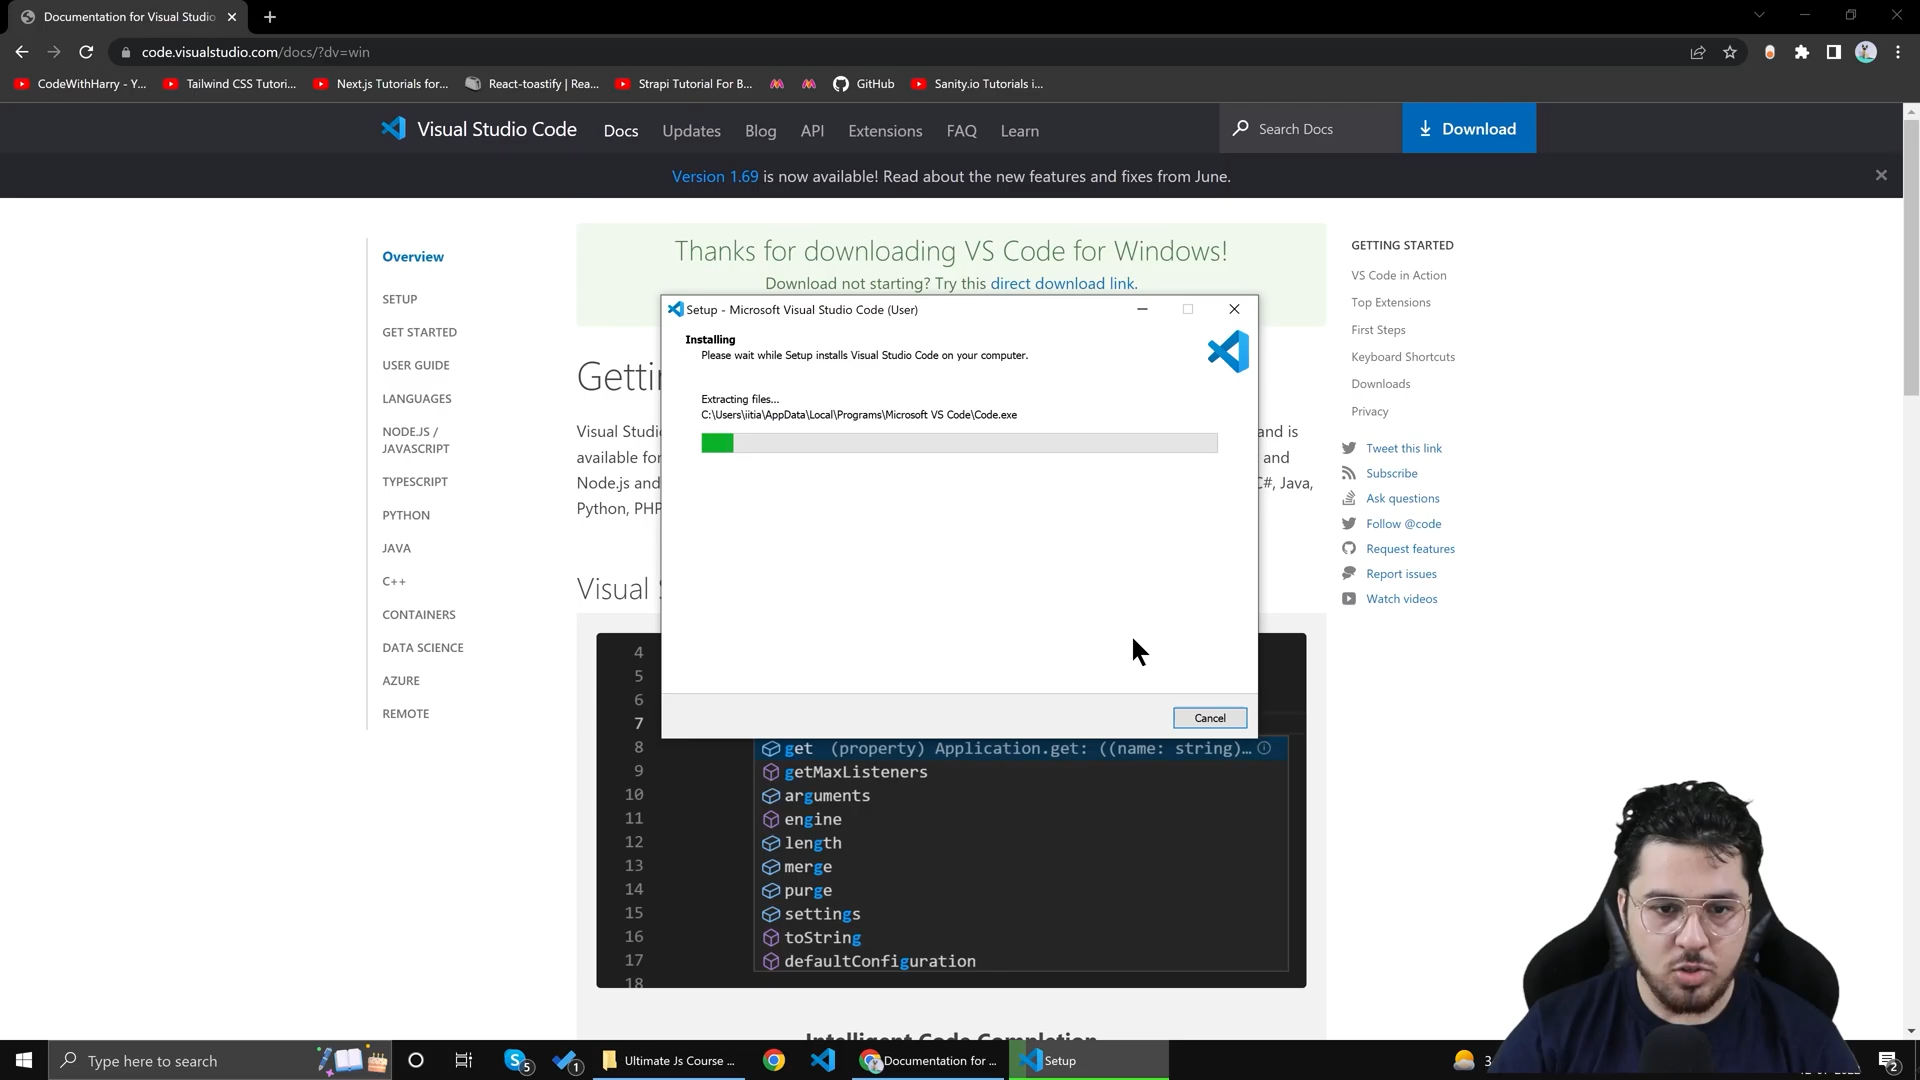 Documentation for Visual Studio
code.visualstudio.com/docs/?dv=win
CodeWithHarry - Y...
Tailwind CSS Tutori...
Next.js Tutorials for...
React-toastify | Rea...
Strapi Tutorial For B...
GitHub
Sanity.io Tutorials i...
Visual Studio Code
Docs
Updates
Blog
API
Extensions
FAQ
Learn
Search Docs
Download
Version 1.69 is now available! Read about the new features and fixes from June.
Overview
SETUP
GET STARTED
USER GUIDE
LANGUAGES
NODE.JS /
JAVASCRIPT
TYPESCRIPT
PYTHON
JAVA
C++
CONTAINERS
DATA SCIENCE
AZURE
REMOTE
Thanks for downloading VS Code for Windows!
Download not starting? Try this direct download link.
Setup - Microsoft Visual Studio Code (User)
Installing
Please wait while Setup installs Visual Studio Code on your computer.
Extracting files...
C:\Users\iitia\AppData\Local\Programs\Microsoft VS Code\Code.exe
Cancel
Visual
and is
available for
and
Node.js and
C#, Java,
Python, PHP
Visual
4
5
6
7
8 get (property) Application.get: ((name: string)...
9 getMaxListeners
10 arguments
11 engine
12 length
13 merge
14 purge
15 settings
16 toString
17 defaultConfiguration
18
GETTING STARTED
VS Code in Action
Top Extensions
First Steps
Keyboard Shortcuts
Downloads
Privacy
Tweet this link
Subscribe
Ask questions
Follow @code
Request features
Report issues
Watch videos
Intelligent Code Completion
Type here to search
5
1
Ultimate Js Course ...
Documentation for ...
Setup
3
2